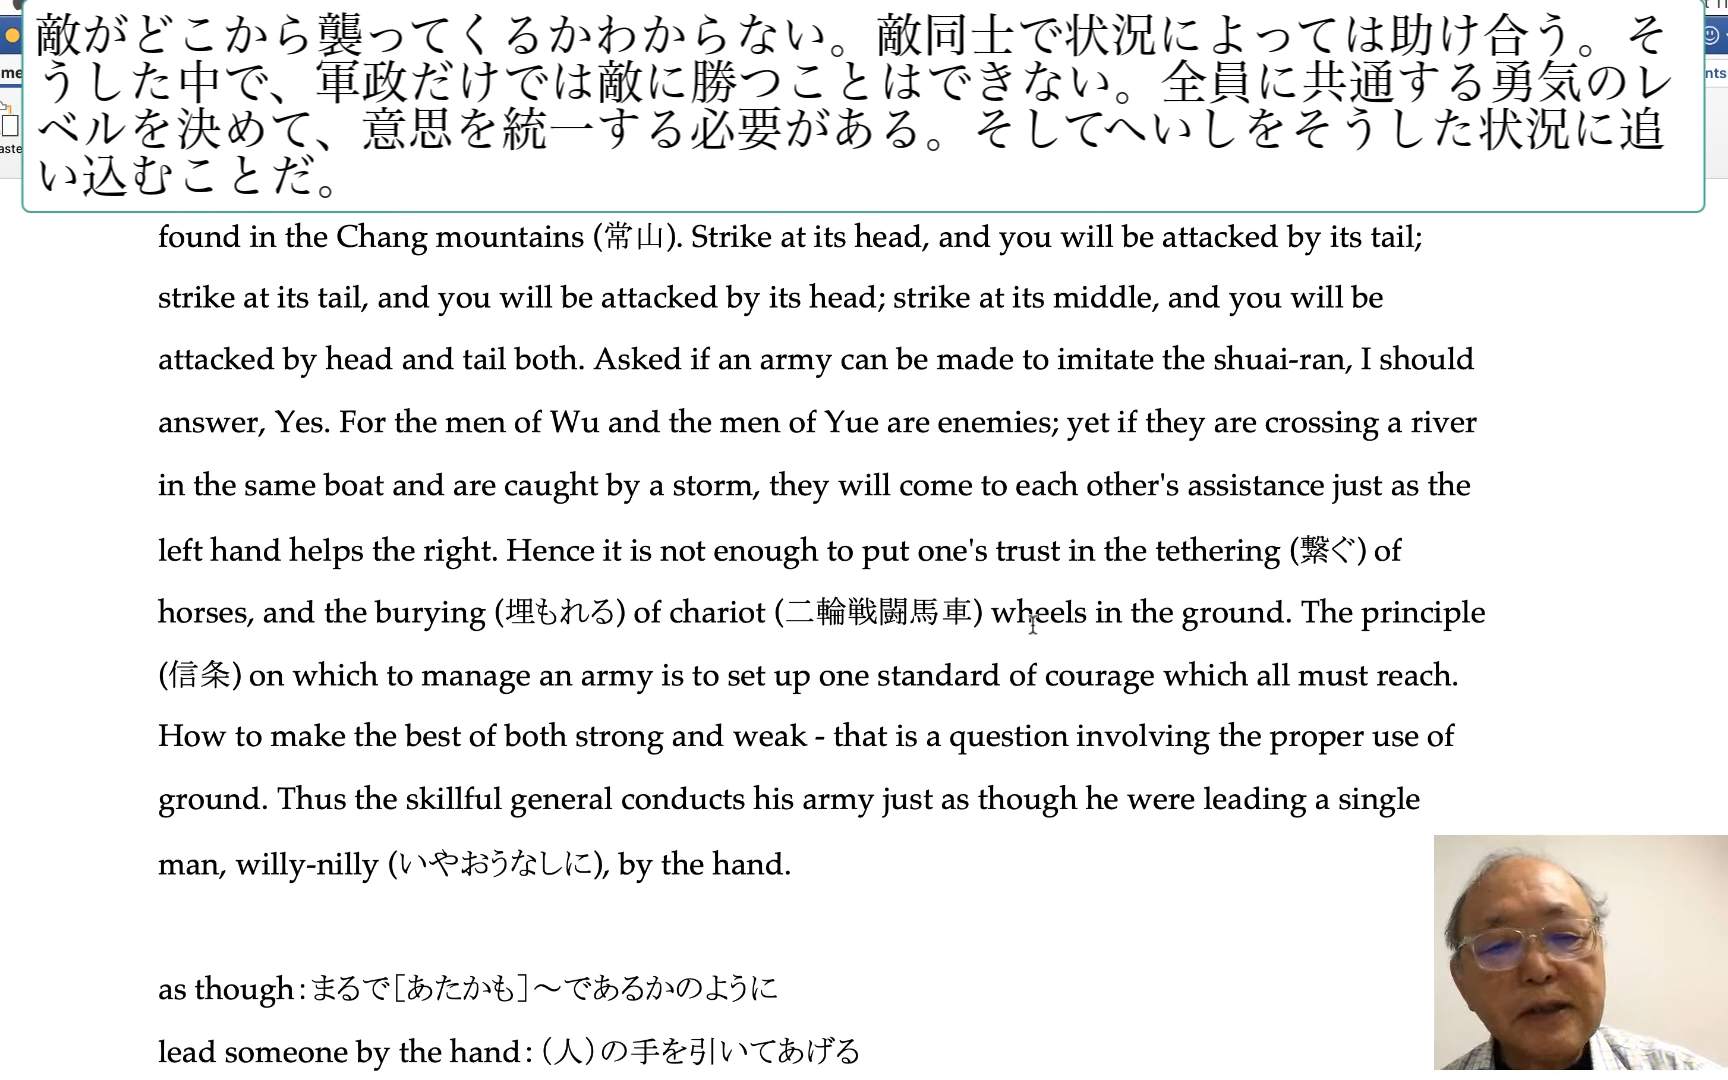 敵がどこから襲ってくるかわからない。敵同士で状況によっては助け合う。そ
うした中で、軍政だけでは敵に勝つことはできない。全員に共通する勇気のレ
ベルを決めて、意思を統一する必要がある。そしてへいしをそうした状況に追
い込むことだ。
me
nts
aste
found in the Chang mountains (常山). Strike at its head, and you will be attacked by its tail;
strike at its tail, and you will be attacked by its head; strike at its middle, and you will be
attacked by head and tail both. Asked if an army can be made to imitate the shuai-ran, I should
answer, Yes. For the men of Wu and the men of Yue are enemies; yet if they are crossing a river
in the same boat and are caught by a storm, they will come to each other's assistance just as the
left hand helps the right. Hence it is not enough to put one's trust in the tethering (繋ぐ) of
horses, and the burying (埋もれる) of chariot (二輪戦闘馬車) wheels in the ground. The principle
(信条) on which to manage an army is to set up one standard of courage which all must reach.
How to make the best of both strong and weak - that is a question involving the proper use of
ground. Thus the skillful general conducts his army just as though he were leading a single
man, willy-nilly (いやおうなしに), by the hand.
as though:まるで[あたかも]〜であるかのように
lead someone by the hand:(人)の手を引いてあげる